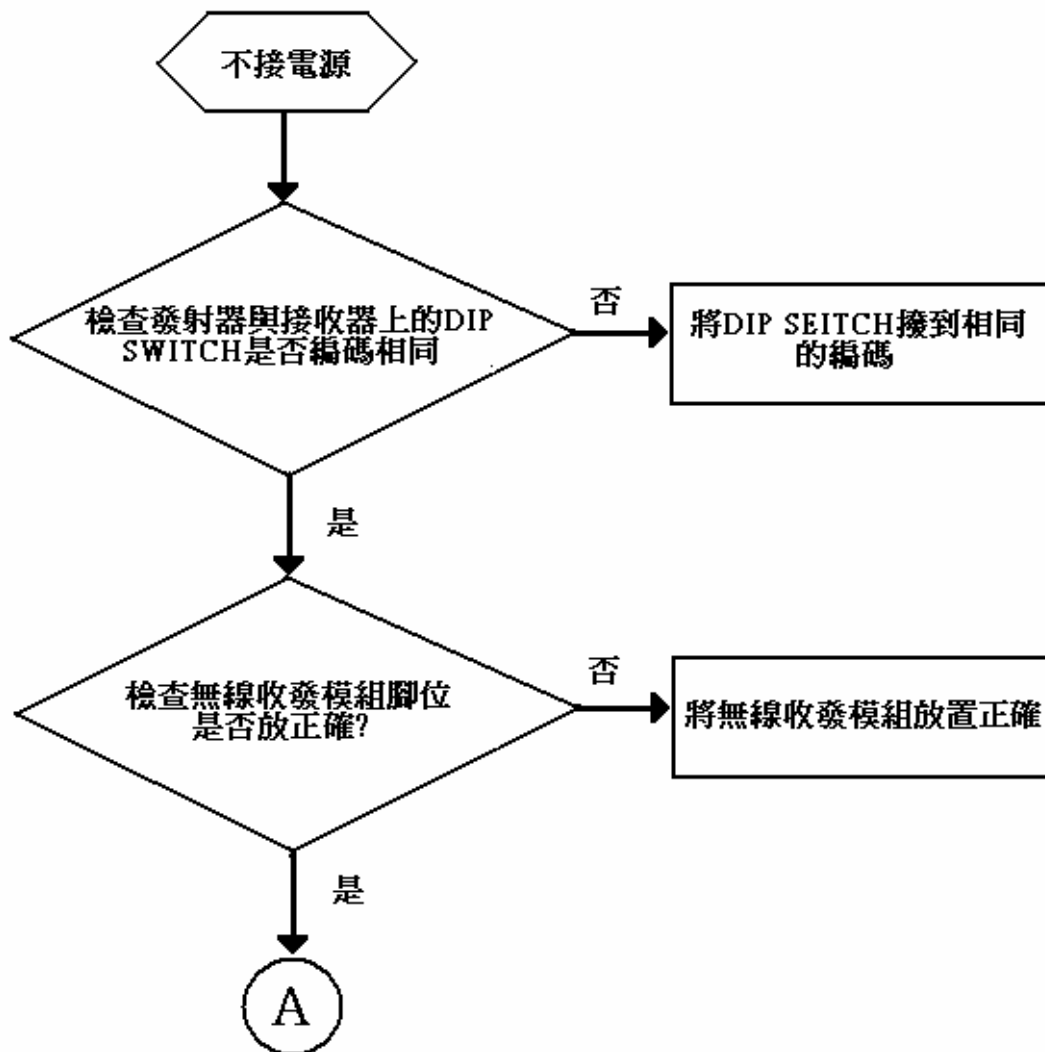 不接電源
檢查發射器與接收器上的DIP
SWITCH是否編碼相同
否
將DIP SEITCH撥到相同
的編碼
是
檢查無線收發模組腳位
是否放正確?
否
將無線收發模組放置正確
是
A